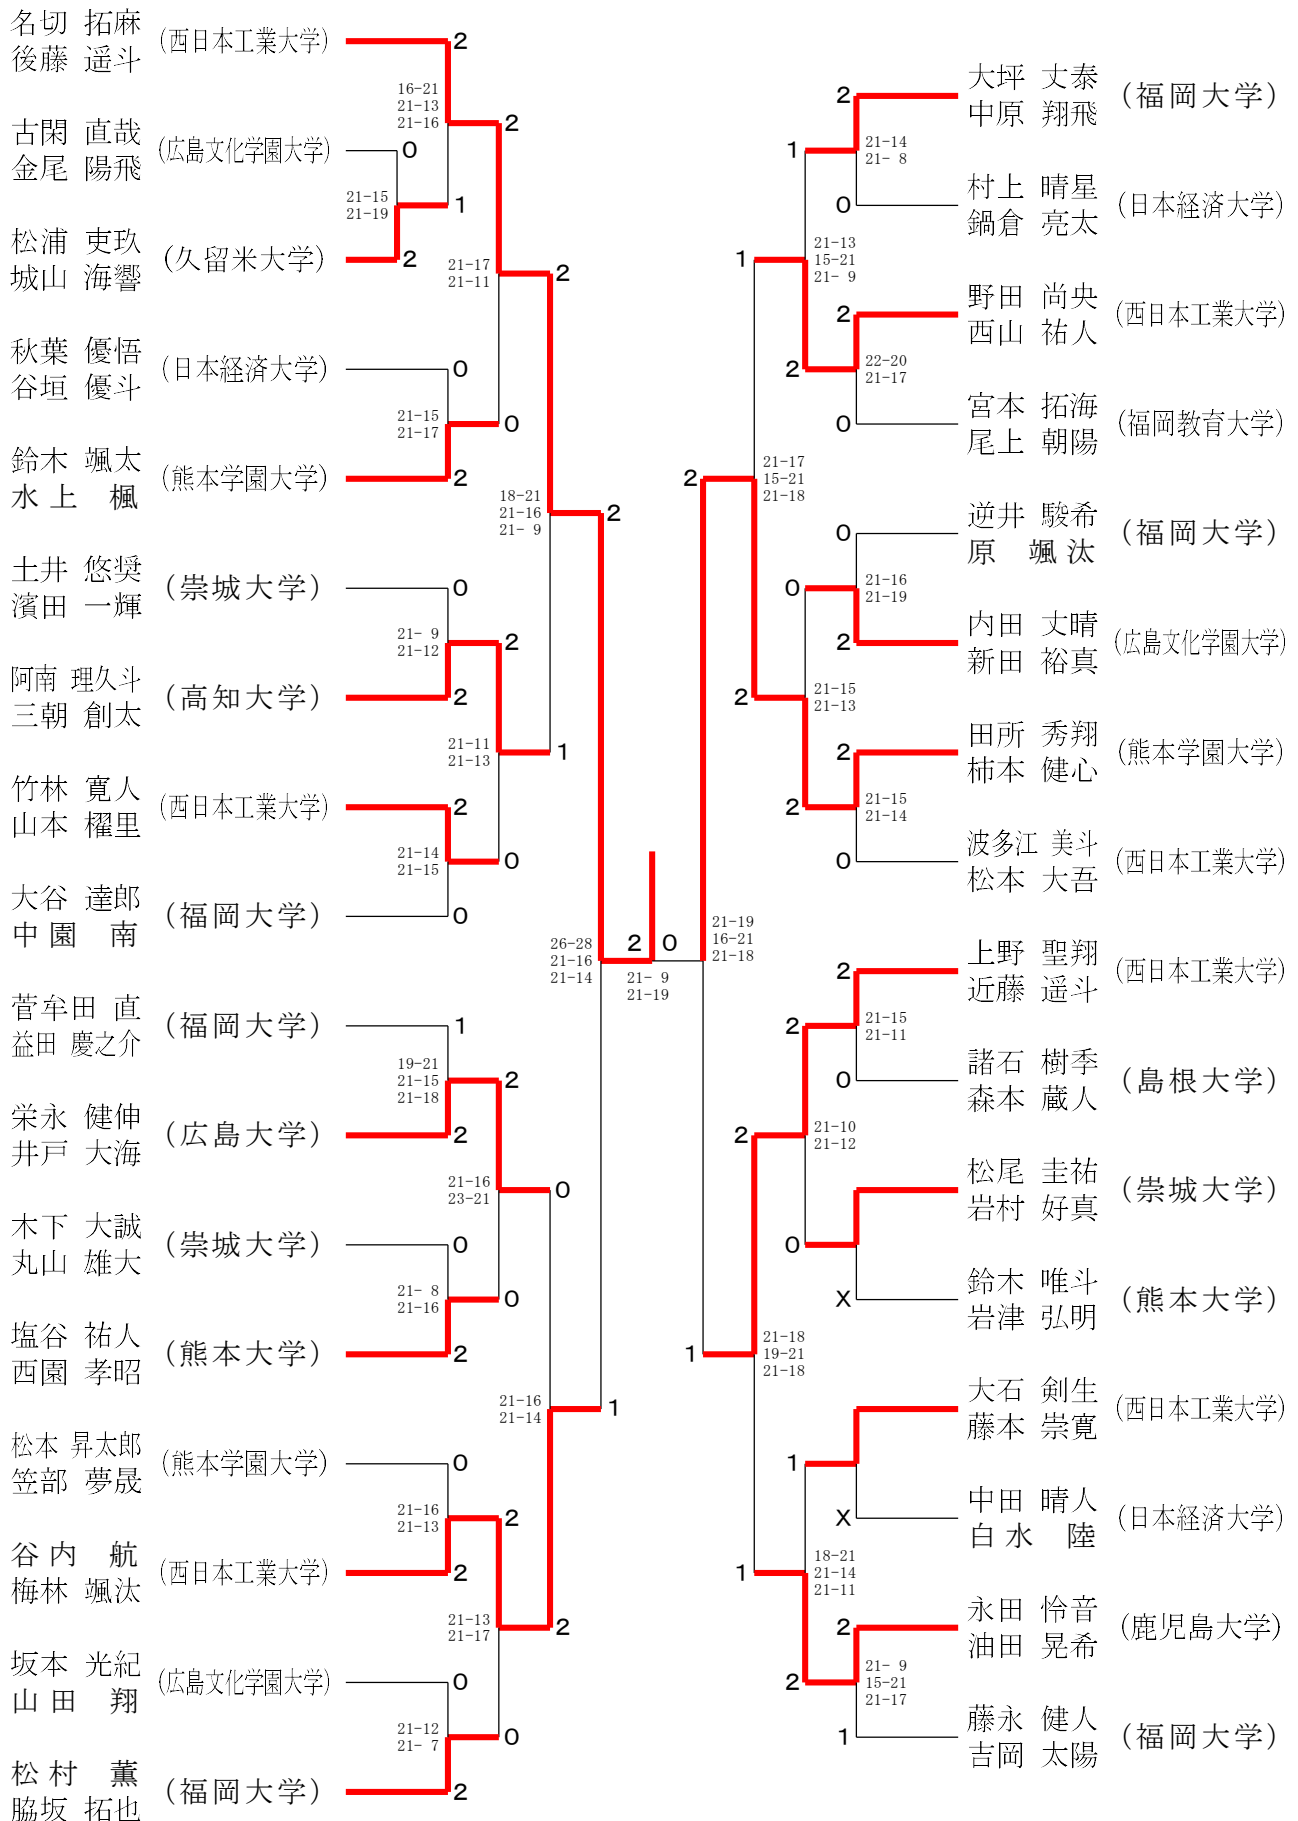 名切 拓麻
後藤 遥斗
(西日本工業大学)
2
16-21
21-13
21-16
2
古閑 直哉
金尾 陽飛
(広島文化学園大学)
0
21-15
21-19
1
松浦 吏玖
城山 海響
(久留米大学)
2
21-17
21-11
2
秋葉 優悟
谷垣 優斗
(日本経済大学)
0
21-15
21-17
0
鈴木 颯太
水上 楓
(熊本学園大学)
2
18-21
21-16
21- 9
2
土井 悠奨
濱田 一輝
(崇城大学)
0
21- 9
21-12
2
阿南 理久斗
三朝 創太
(高知大学)
2
21-11
21-13
1
竹林 寛人
山本 櫂里
(西日本工業大学)
2
21-14
21-15
0
大谷 達郎
中園 南
(福岡大学)
0
26-28
21-16
21-14
2
0
21- 9
21-19
菅牟田 直
益田 慶之介
(福岡大学)
1
19-21
21-15
21-18
2
栄永 健伸
井戸 大海
(広島大学)
2
21-16
23-21
0
木下 大誠
丸山 雄大
(崇城大学)
0
21- 8
21-16
0
塩谷 祐人
西園 孝昭
(熊本大学)
2
21-16
21-14
1
松本 昇太郎
笠部 夢晟
(熊本学園大学)
0
21-16
21-13
2
谷内 航
梅林 颯汰
(西日本工業大学)
2
21-13
21-17
2
坂本 光紀
山田 翔
(広島文化学園大学)
0
21-12
21- 7
0
松村 薫
脇坂 拓也
(福岡大学)
2
大坪 丈泰
中原 翔飛
(福岡大学)
2
21-14
21- 8
1
村上 晴星
鍋倉 亮太
(日本経済大学)
0
21-13
15-21
21- 9
1
野田 尚央
西山 祐人
(西日本工業大学)
2
22-20
21-17
2
宮本 拓海
尾上 朝陽
(福岡教育大学)
0
21-17
15-21
21-18
2
逆井 駿希
原 颯汰
(福岡大学)
0
21-16
21-19
0
内田 丈晴
新田 裕真
(広島文化学園大学)
2
21-15
21-13
2
田所 秀翔
柿本 健心
(熊本学園大学)
2
21-15
21-14
2
波多江 美斗
松本 大吾
(西日本工業大学)
0
21-19
16-21
21-18
上野 聖翔
近藤 遥斗
(西日本工業大学)
2
21-15
21-11
2
諸石 樹季
森本 蔵人
(島根大学)
0
21-10
21-12
2
松尾 圭祐
岩村 好真
(崇城大学)
0
鈴木 唯斗
岩津 弘明
(熊本大学)
X
21-18
19-21
21-18
1
大石 剣生
藤本 崇寛
(西日本工業大学)
1
中田 晴人
白水 陸
(日本経済大学)
X
18-21
21-14
21-11
1
永田 怜音
油田 晃希
(鹿児島大学)
2
21- 9
15-21
21-17
2
藤永 健人
吉岡 太陽
(福岡大学)
1